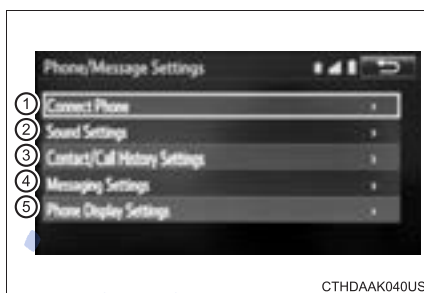 Phone/Message Settings
1 Connect Phone
2 Sound Settings
3 Contact/Call History Settings
4 Messaging Settings
5 Phone Display Settings
CTHDAAK040US